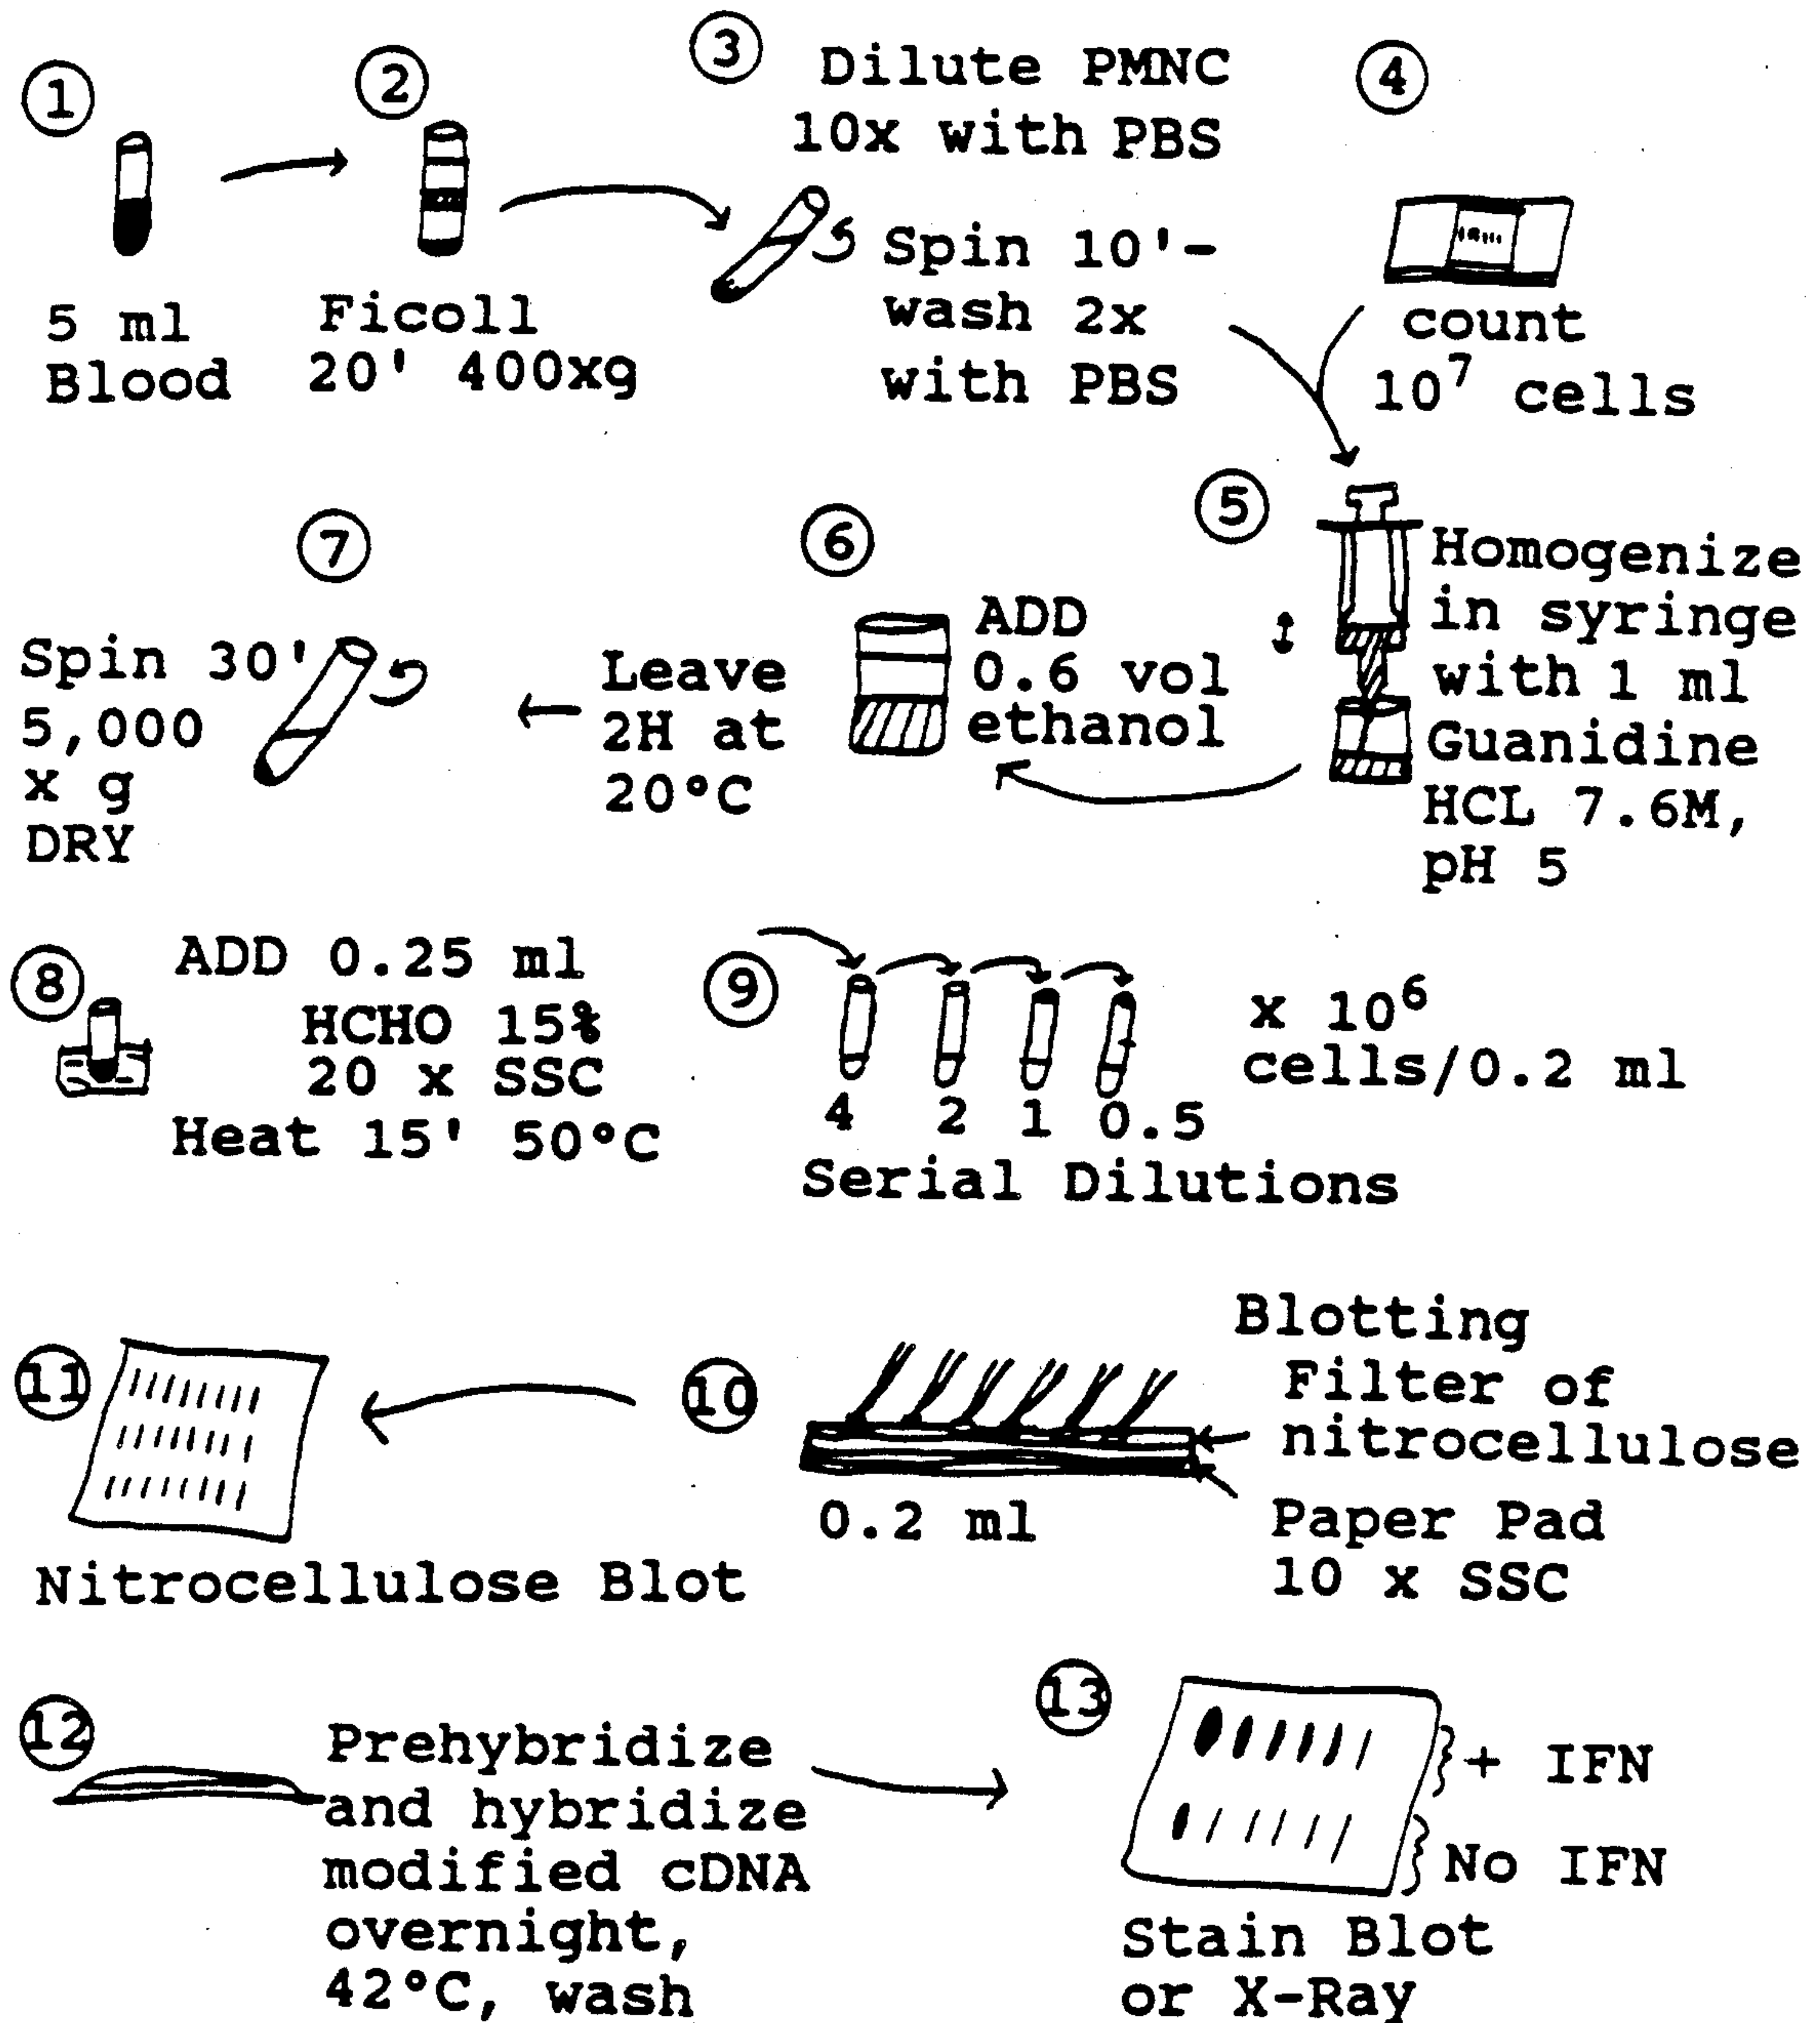 1
5 ml
Blood
2
Ficoll
20' 400xg
3
Dilute PMNC
10x with PBS
Spin 10'-
wash 2x
with PBS
4
count
10⁷ cells
5
Homogenize
in syringe
with 1 ml
Guanidine
HCL 7.6M,
pH 5
6
ADD
0.6 vol
ethanol
Leave
2H at
20°C
7
Spin 30'
5,000
x g
DRY
8
ADD 0.25 ml
HCHO 15%
20 x SSC
Heat 15' 50°C
9
4 2 1 0.5
x 10⁶
cells/0.2 ml
Serial Dilutions
10
0.2 ml
Blotting
Filter of
nitrocellulose
Paper Pad
10 x SSC
11
Nitrocellulose Blot
12
Prehybridize
and hybridize
modified cDNA
overnight,
42°C, wash
13
+ IFN
No IFN
Stain Blot
or X-Ray